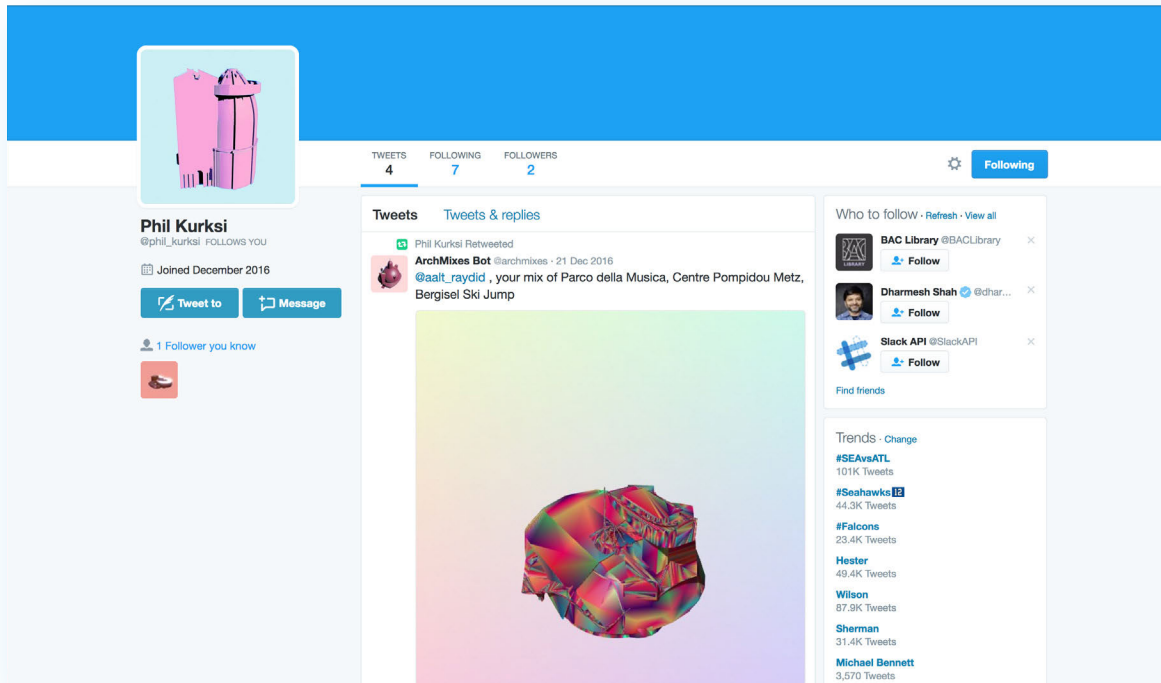 TWEETS
4
FOLLOWING
7
FOLLOWERS
2
Following
Phil Kurksi
@phil_kurksi FOLLOWS YOU
Joined December 2016
Tweet to
Message
1 Follower you know
Tweets Tweets & replies
Phil Kurksi Retweeted
ArchMixes Bot @archmixes · 21 Dec 2016
@aalt_raydid , your mix of Parco della Musica, Centre Pompidou Metz,
Bergisel Ski Jump
Who to follow · Refresh · View all
BAC
LIBRARY
BAC Library @BACLibrary
Follow
Dharmesh Shah @dhar...
Follow
Slack API @SlackAPI
Follow
Find friends
Trends · Change
#SEAvsATL
101K Tweets
#Seahawks 12
44.3K Tweets
#Falcons
23.4K Tweets
Hester
49.4K Tweets
Wilson
87.9K Tweets
Sherman
31.4K Tweets
Michael Bennett
3,570 Tweets